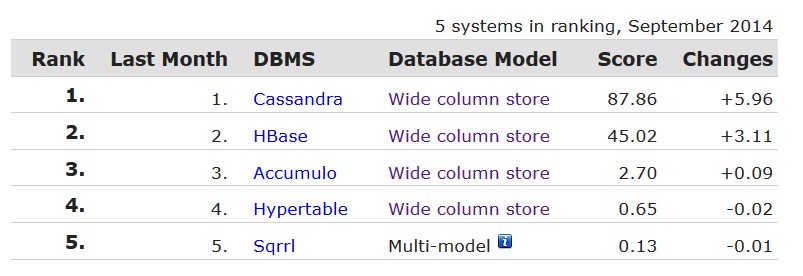 5 systems in ranking, September 2014
Rank Last Month DBMS Database Model Score Changes
1. 1. Cassandra Wide column store 87.86 +5.96
2. 2. HBase Wide column store 45.02 +3.11
3. 3. Accumulo Wide column store 2.70 +0.09
4. 4. Hypertable Wide column store 0.65 -0.02
5. 5. Sqrrl Multi-model i 0.13 -0.01